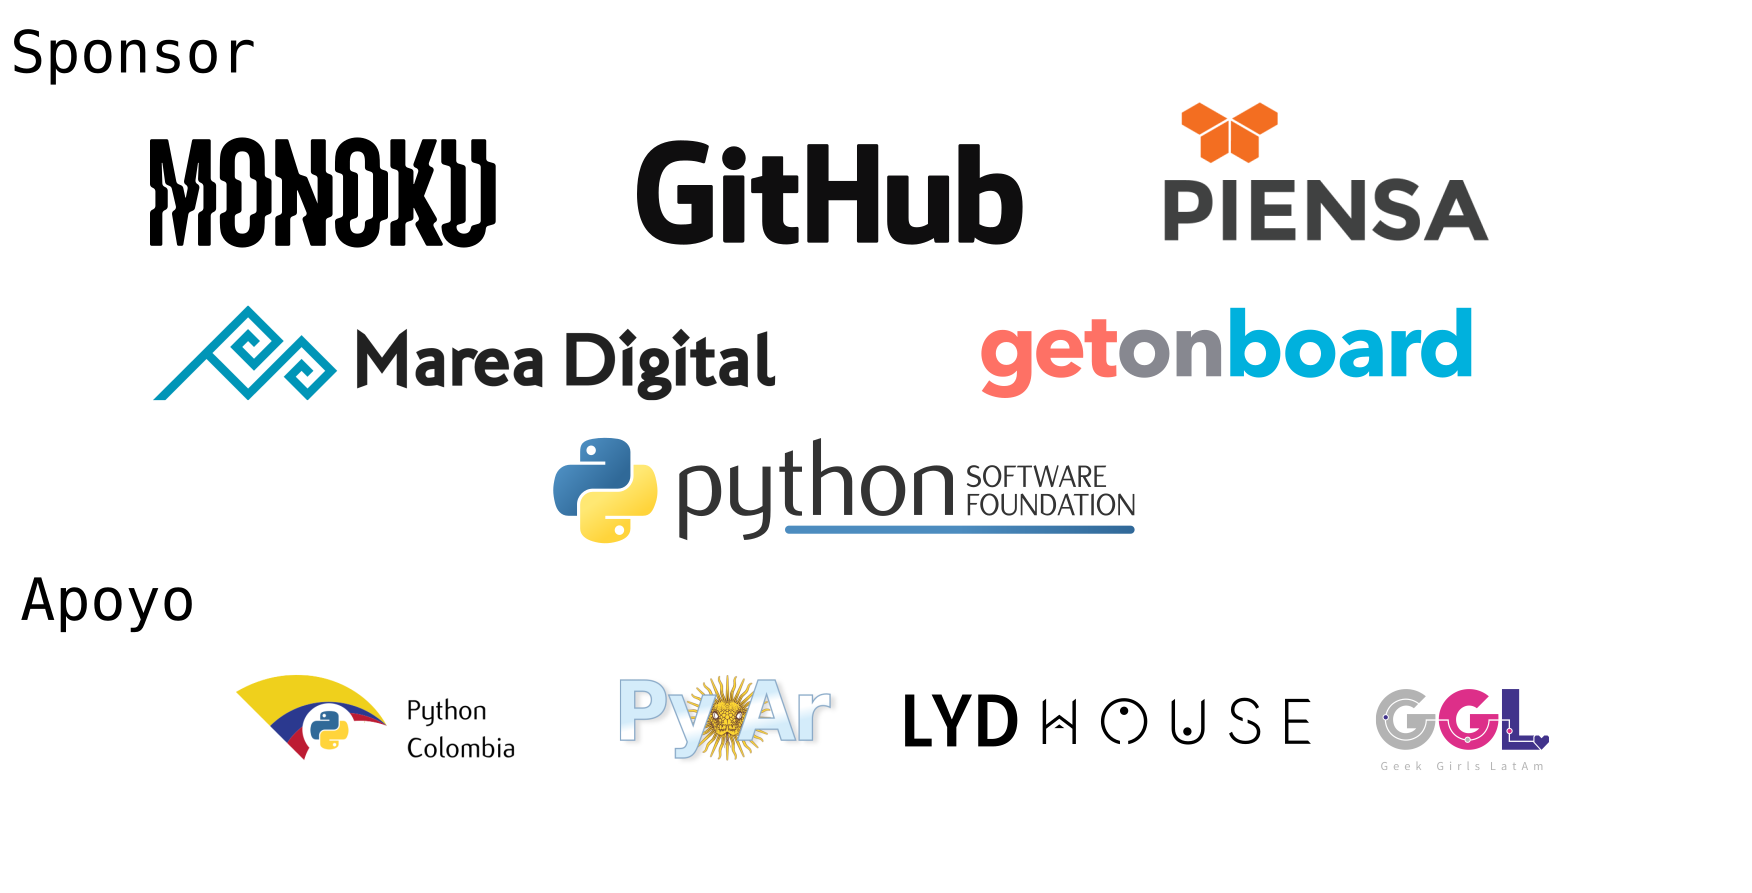 Sponsor
MONOKU
GitHub
PIENSA
Marea Digital
getonboard
python SOFTWARE
FOUNDATION
Apoyo
Python
Colombia
PyAr
LYD HOUSE
GGL
Geek Girls LatAm